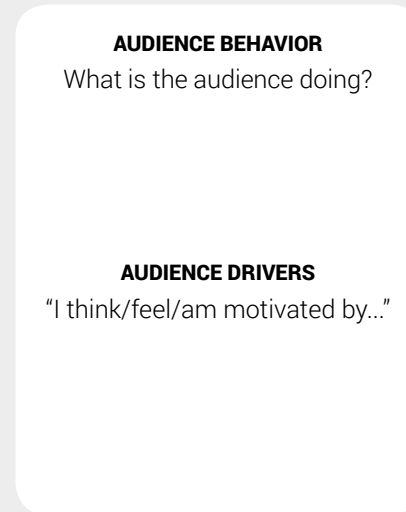 AUDIENCE BEHAVIOR
What is the audience doing?
AUDIENCE DRIVERS
“I think/feel/am motivated by...”